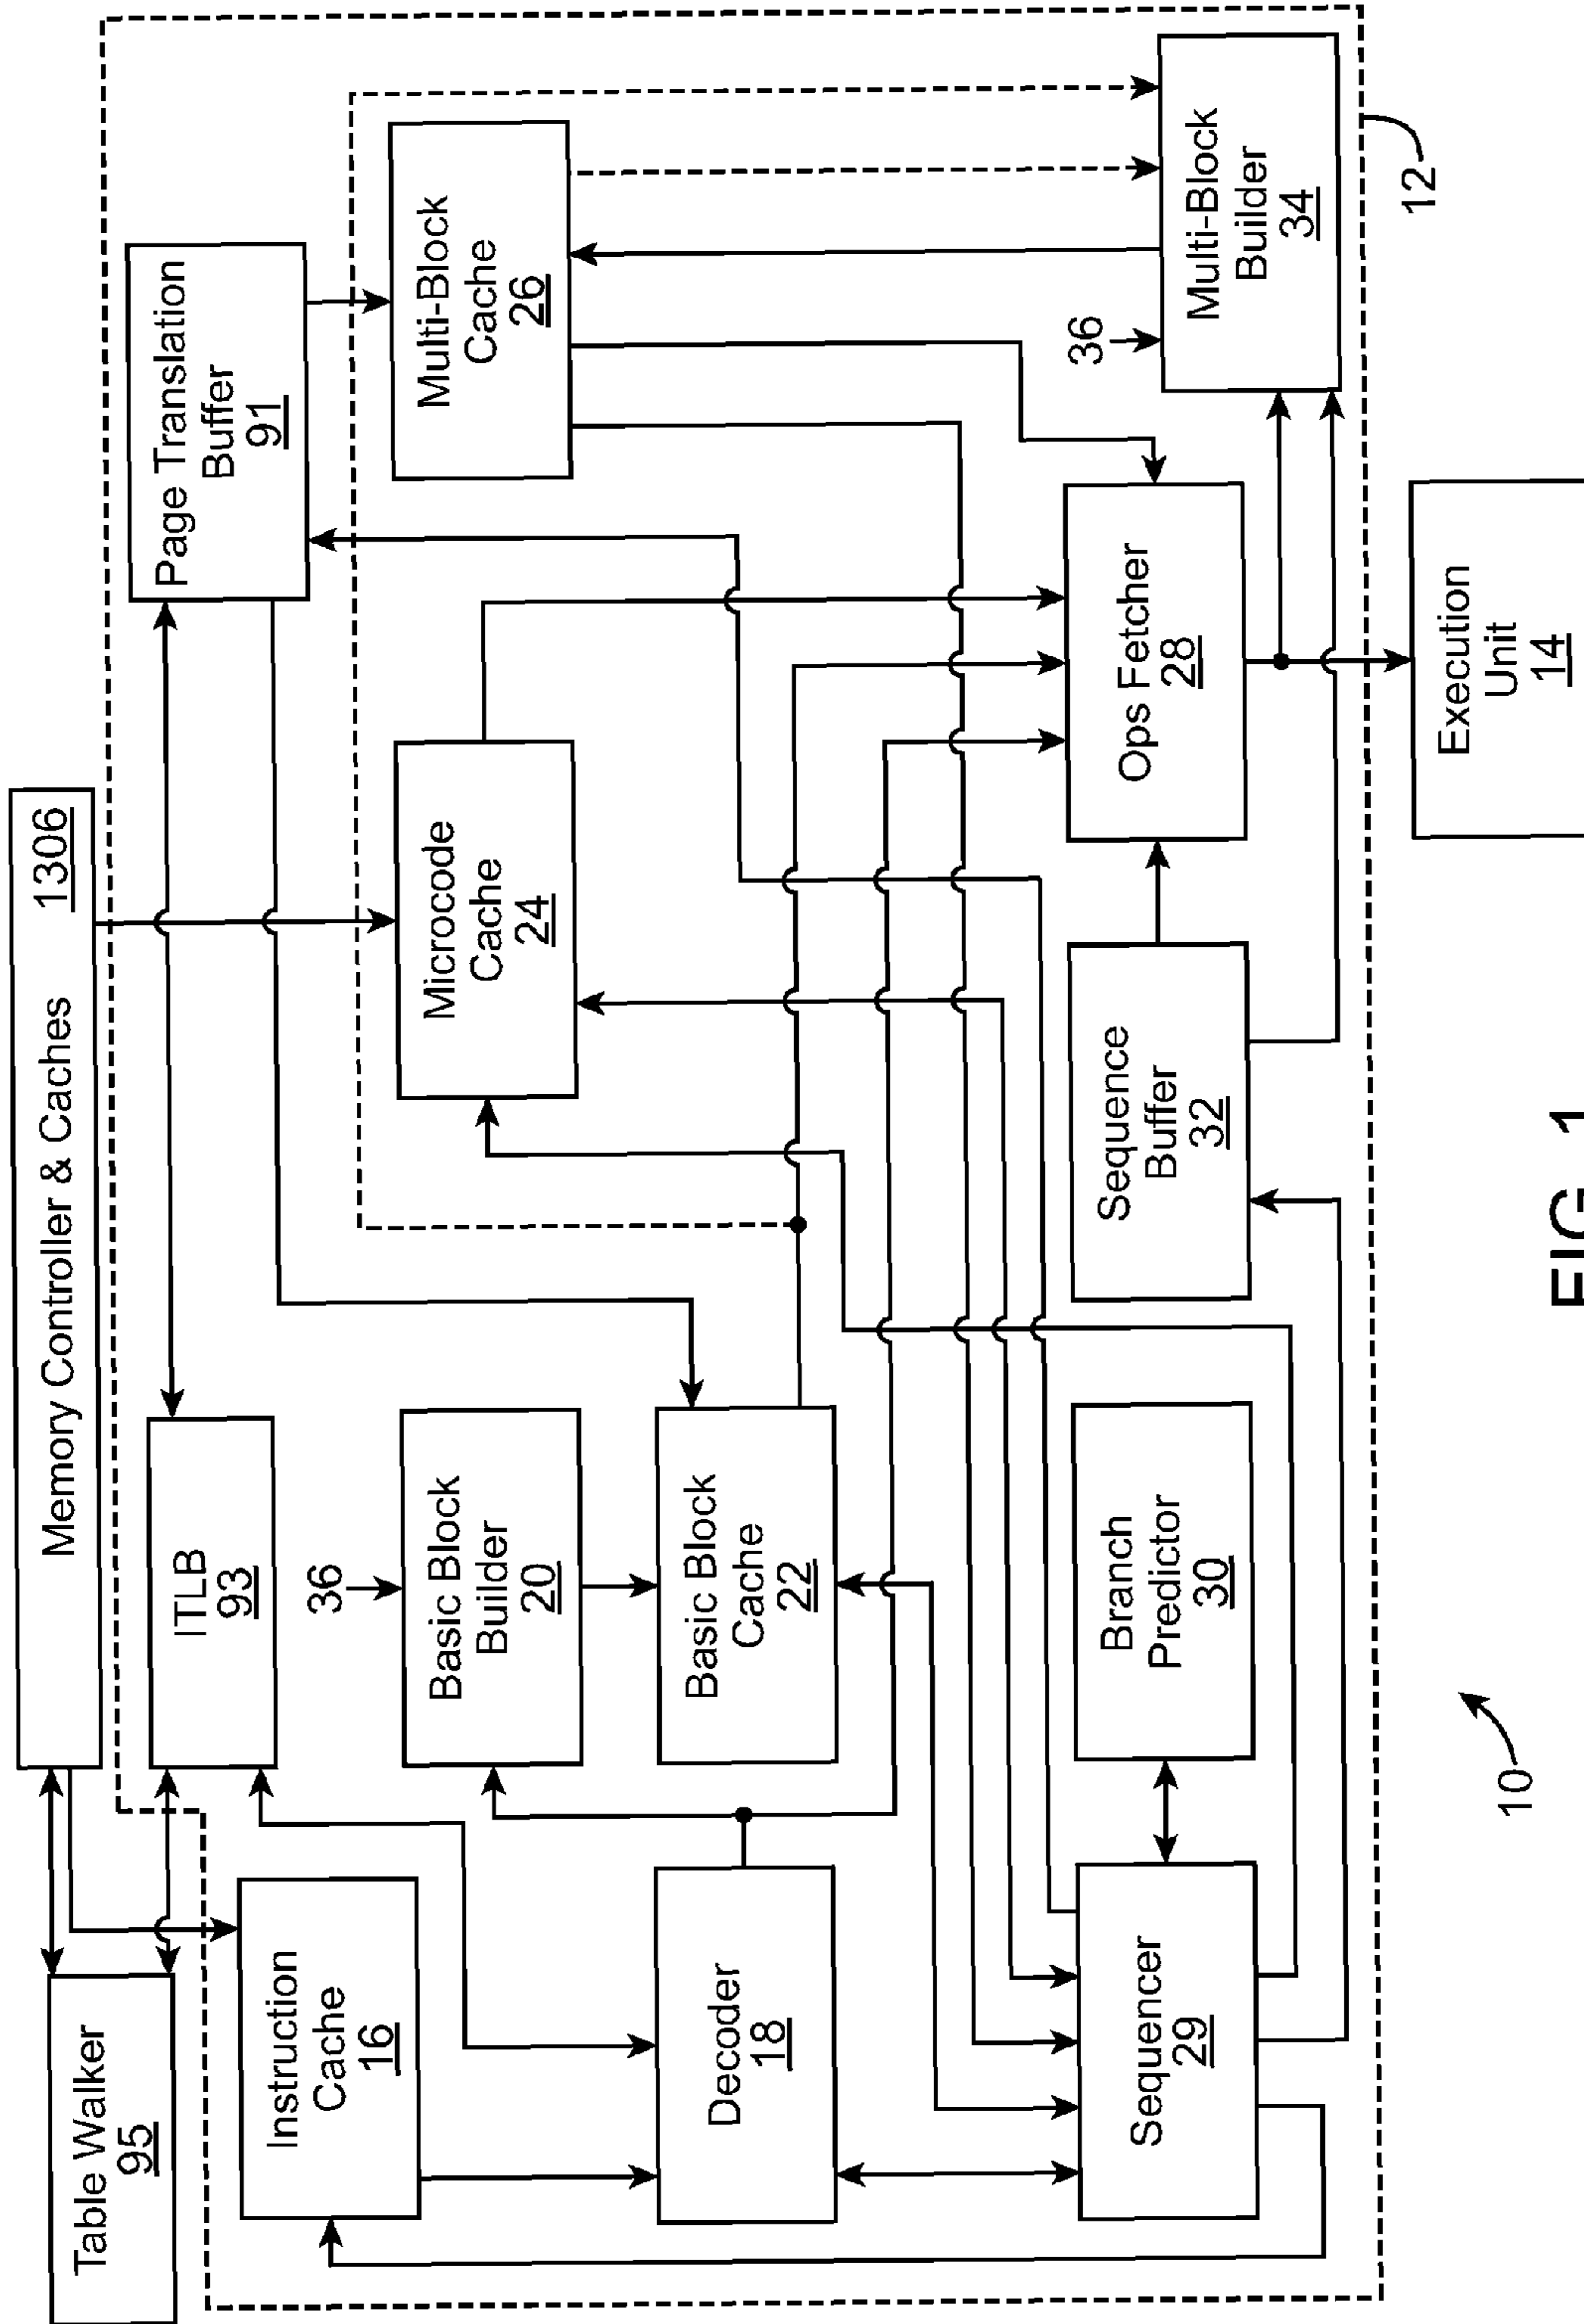 Memory Controller & Caches 1306
Table Walker
95
ITLB
93
Page Translation
Buffer
91
Instruction
Cache
16
36
Basic Block
Builder
20
Microcode
Cache
24
Multi-Block
Cache
26
Decoder
18
Basic Block
Cache
22
Sequencer
29
Branch
Predictor
30
Sequence
Buffer
32
Ops Fetcher
28
36
Multi-Block
Builder
34
12
10
Execution
Unit
14
FIG. 1